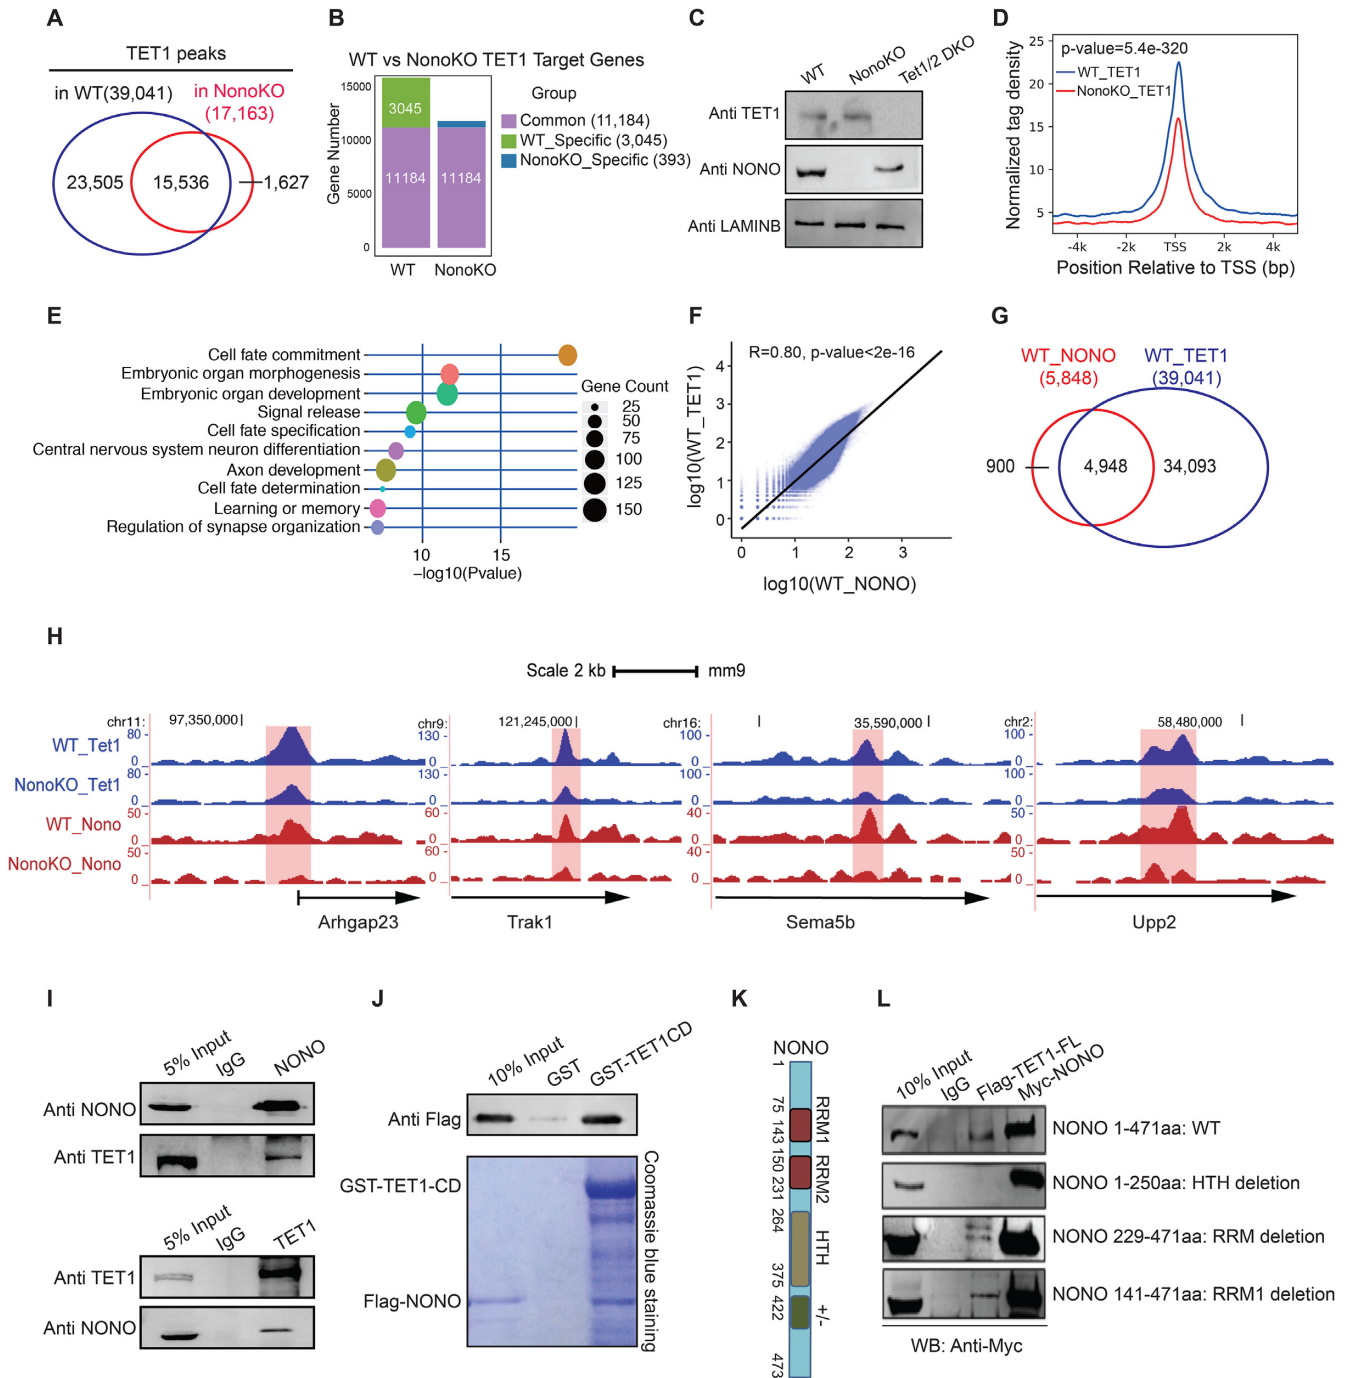 A
TET1 peaks
in WT(39,041)
in NonoKO
(17,163)
23,505
15,536
1,627
B
WT vs NonoKO TET1 Target Genes
Gene Number
15000
10000
5000
0
3045
11184
11184
WT
NonoKO
Group
Common (11,184)
WT_Specific (3,045)
NonoKO_Specific (393)
C
WT
NonoKO
Tet1/2 DKO
Anti TET1
Anti NONO
Anti LAMINB
D
Normalized tag density
25
20
15
10
5
p-value=5.4e-320
WT_TET1
NonoKO_TET1
-4k
-2k
TSS
2k
4k
Position Relative to TSS (bp)
E
Cell fate commitment
Embryonic organ morphogenesis
Embryonic organ development
Signal release
Cell fate specification
Central nervous system neuron differentiation
Axon development
Cell fate determination
Learning or memory
Regulation of synapse organization
10
15
−log10(Pvalue)
Gene Count
25
50
75
100
125
150
F
R=0.80, p-value<2e-16
log10(WT_TET1)
4
3
2
1
0
0
1
2
3
log10(WT_NONO)
G
WT_NONO
(5,848)
WT_TET1
(39,041)
900
4,948
34,093
H
Scale 2 kb
mm9
chr11:
97,350,000
chr9:
121,245,000
chr16:
35,590,000
chr2:
58,480,000
WT_Tet1
80
0
130
0
100
0
100
0
NonoKO_Tet1
80
0
130
0
100
0
100
0
WT_Nono
50
0
60
0
40
0
50
0
NonoKO_Nono
50
0
60
0
40
0
50
0
Arhgap23
Trak1
Sema5b
Upp2
I
5% Input
IgG
NONO
Anti NONO
Anti TET1
5% Input
IgG
TET1
Anti TET1
Anti NONO
J
10% Input
GST
GST-TET1CD
Anti Flag
GST-TET1-CD
Flag-NONO
Coomassie blue staining
K
NONO
1
75
143
150
231
264
375
422
473
RRM1
RRM2
HTH
+/-
L
10% Input
IgG
Flag-TET1-FL
Myc-NONO
NONO 1-471aa: WT
NONO 1-250aa: HTH deletion
NONO 229-471aa: RRM deletion
NONO 141-471aa: RRM1 deletion
WB: Anti-Myc